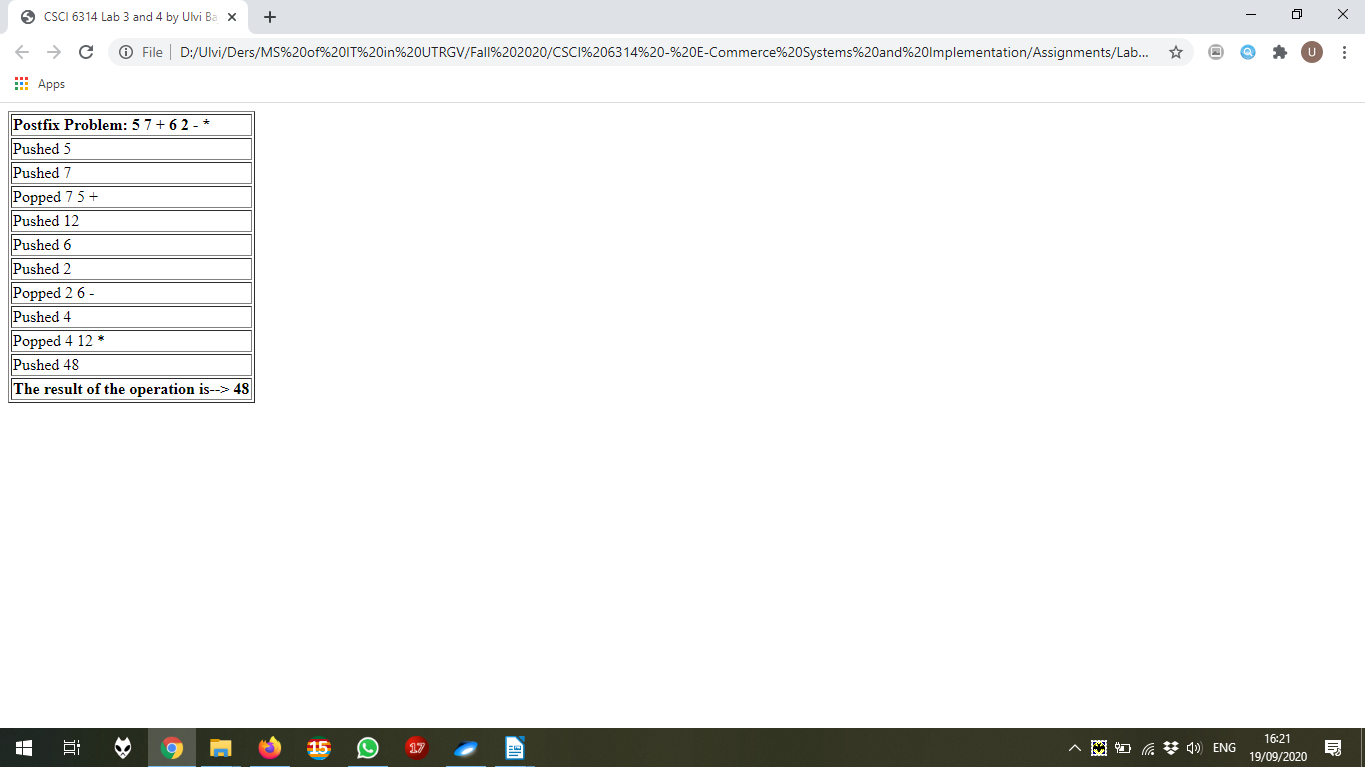 CSCI 6314 Lab 3 and 4 by Ulvi Ba
File D:/Ulvi/Ders/MS%20of%20IT%20in%20UTRGV/Fall%202020/CSCI%206314%20-%20E-Commerce%20Systems%20and%20Implementation/Assignments/Lab... U
Apps
Postfix Problem: 5 7 + 6 2 - *
Pushed 5
Pushed 7
Popped 7 5 +
Pushed 12
Pushed 6
Pushed 2
Popped 2 6 -
Pushed 4
Popped 4 12 *
Pushed 48
The result of the operation is--> 48
15 17 ENG 16:21
19/09/2020